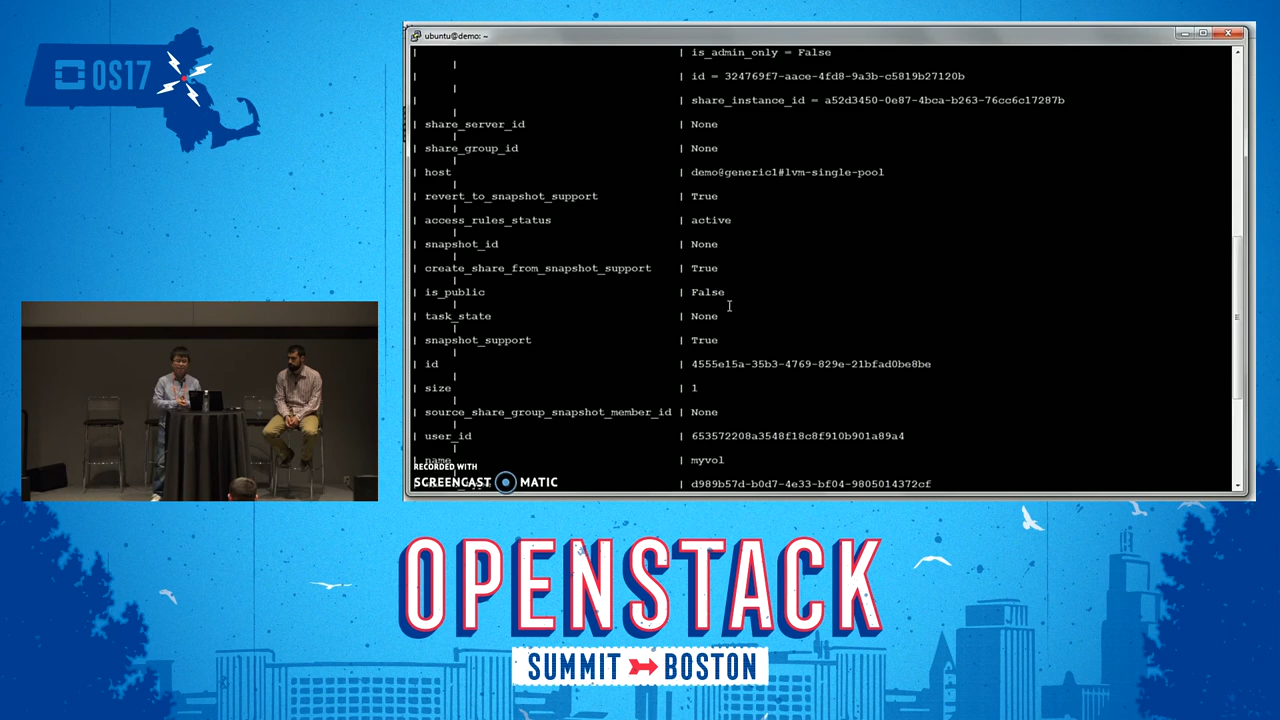 OS17
ubuntu@demo: ~
| | is_admin_only = False
|
| | id = 324769f7-aace-4fd8-9a3b-c5819b27120b
|
| | share_instance_id = a52d3450-0e87-4bca-b263-76cc6c17287b
|
| share_server_id | None
|
| share_group_id | None
|
| host | demo@generic1#lvm-single-pool
|
| revert_to_snapshot_support | True
|
| access_rules_status | active
|
| snapshot_id | None
|
| create_share_from_snapshot_support | True
|
| is_public | False
|
| task_state | None
|
| snapshot_support | True
|
| id | 4555e15a-35b3-4769-829e-21bfad0be8be
|
| size | 1
|
| source_share_group_snapshot_member_id | None
|
| user_id | 653572208a3548f18c8f910b901a89a4
|
| name | myvol
RECORDED WITH
SCREENCAST MATIC
| d989b57d-b0d7-4e33-bf04-9805014372cf
OPENSTACK
SUMMIT BOSTON